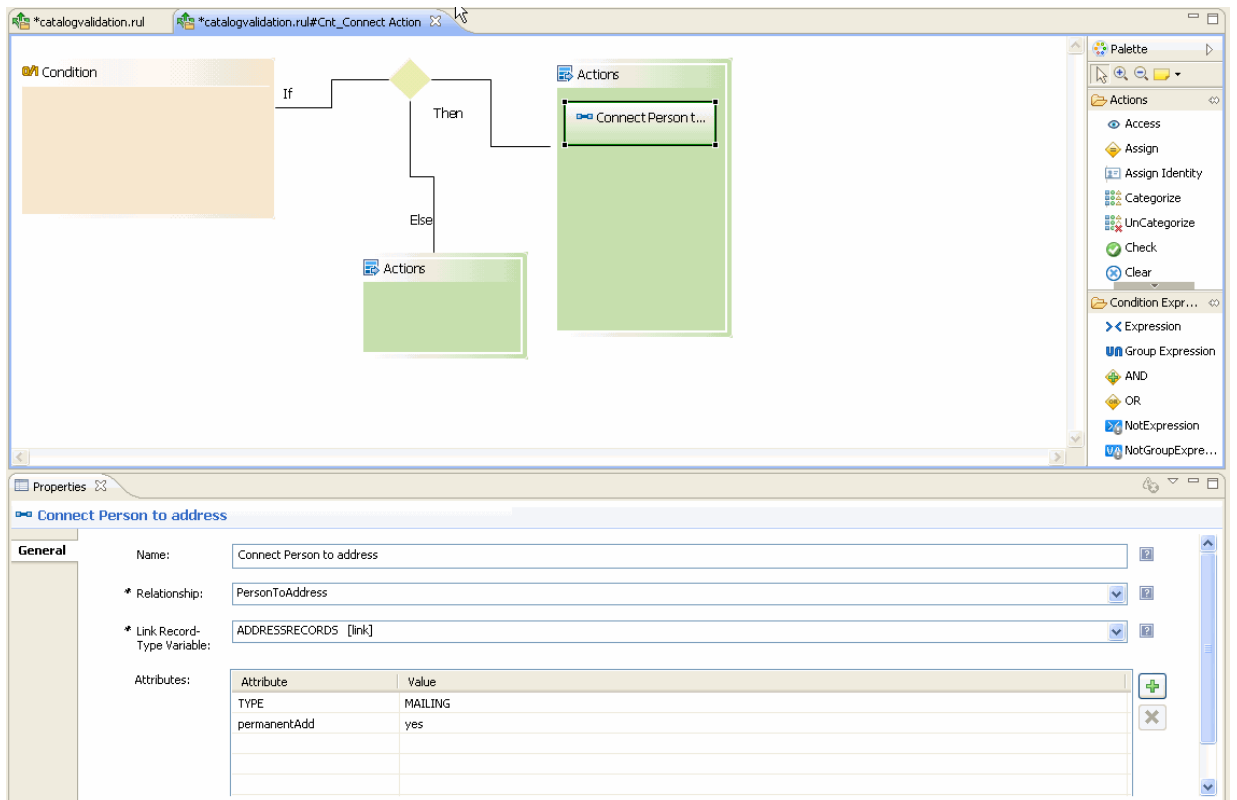 *catalogvalidation.rul
*catalogvalidation.rul#Cnt_Connect Action
Condition
If
Then
Else
Actions
Connect Person t...
Actions
Palette
Actions
Access
Assign
Assign Identity
Categorize
UnCategorize
Check
Clear
Condition Expr...
Expression
Group Expression
AND
OR
NotExpression
NotGroupExpre...
Properties
Connect Person to address
General
Name:
Connect Person to address
* Relationship:
PersonToAddress
* Link Record-
Type Variable:
ADDRESSRECORDS [link]
Attributes:
Attribute Value
TYPE MAILING
permanentAdd yes